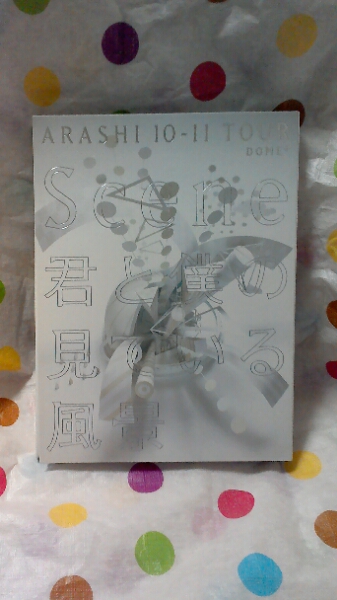 ARASHI 10-11 TOUR
DOME+
Scene
君と僕の
見ている
風景